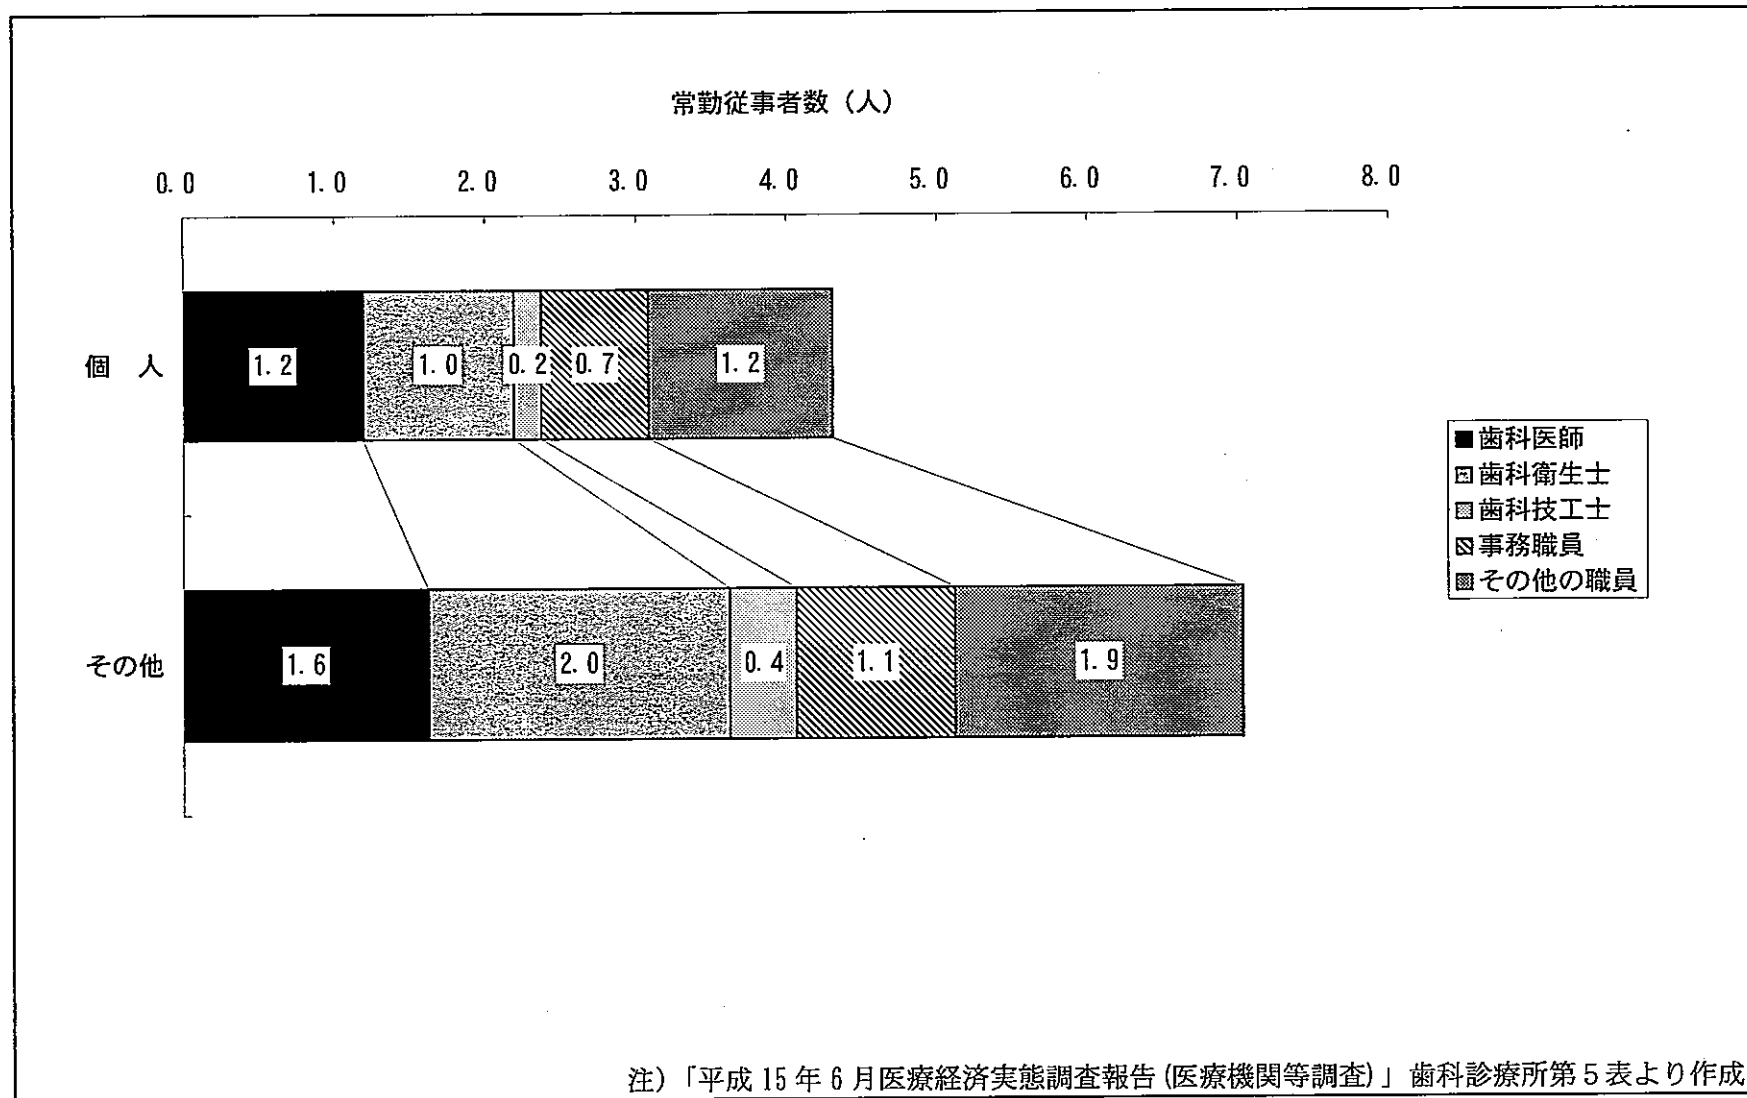 常勤従事者数（人）
0.0 1.0 2.0 3.0 4.0 5.0 6.0 7.0 8.0
個　人 1.2 1.0 0.2 0.7 1.2
その他 1.6 2.0 0.4 1.1 1.9
歯科医師
歯科衛生士
歯科技工士
事務職員
その他の職員
注）「平成 15 年 6 月医療経済実態調査報告(医療機関等調査)」歯科診療所第５表より作成